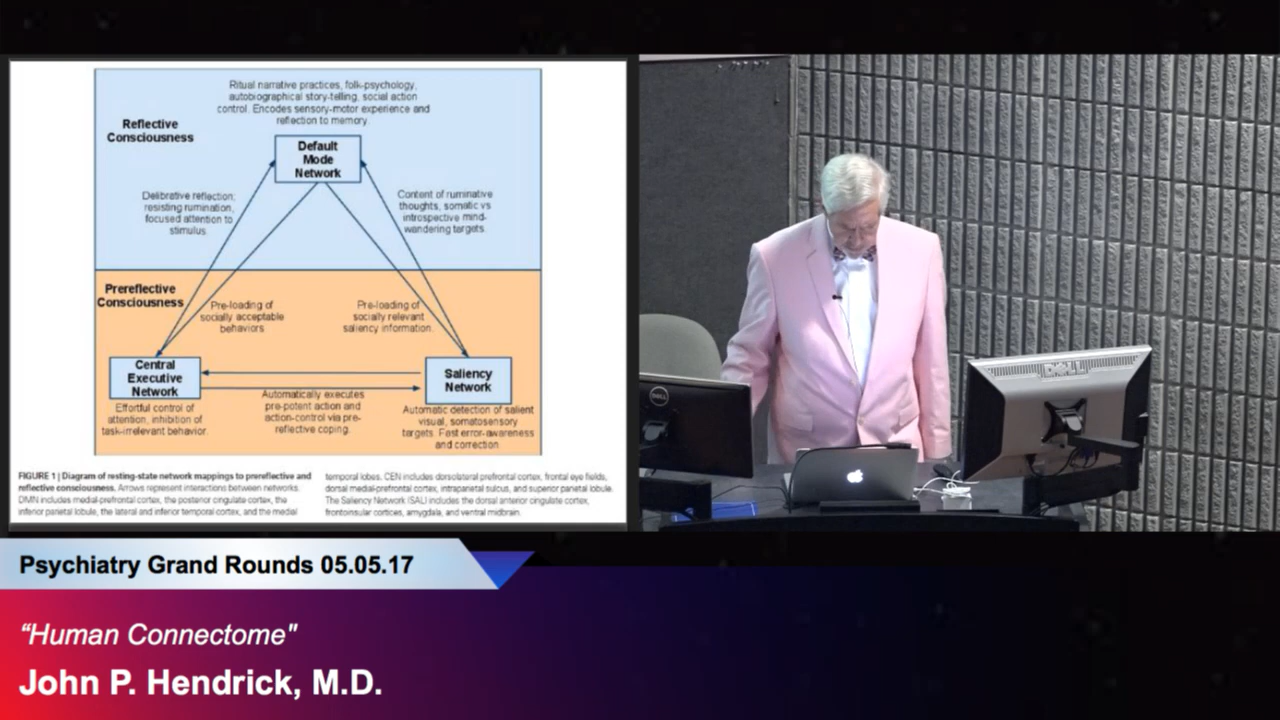 Ritual narrative practices, folk-psychology,
autobiographical story-telling, social action
control. Encodes sensory-motor experience and
reflection to memory.
Reflective
Consciousness
Default
Mode
Network
Delibrative reflection;
resisting rumination,
focused attention to
stimulus.
Content of ruminative
thoughts, somatic vs
introspective mind-
wandering targets.
Prereflective
Consciousness
Pre-loading of
socially acceptable
behaviors.
Pre-loading of
socially relevant
saliency information.
Central
Executive
Network
Saliency
Network
Effortful control of
attention, inhibition of
task-irrelevant behavior.
Automatically executes
pre-potent action and
action-control via pre-
reflective coping.
Automatic detection of salient
visual, somatosensory
targets. Fast error-awareness
and correction.
FIGURE 1 | Diagram of resting-state network mappings to prereflective and
reflective consciousness. Arrows represent interactions between networks.
DMN includes medial-prefrontal cortex, the posterior cingulate cortex, the
inferior parietal lobule, the lateral and inferior temporal cortex, and the medial
temporal lobes. CEN includes dorsolateral prefrontal cortex, frontal eye fields,
dorsal medial-prefrontal cortex, intraparietal sulcus, and superior parietal lobule.
The Saliency Network (SAL) includes the dorsal anterior cingulate cortex,
frontoinsular cortices, amygdala, and ventral midbrain.
DELL
DELL
Psychiatry Grand Rounds 05.05.17
“Human Connectome"
John P. Hendrick, M.D.